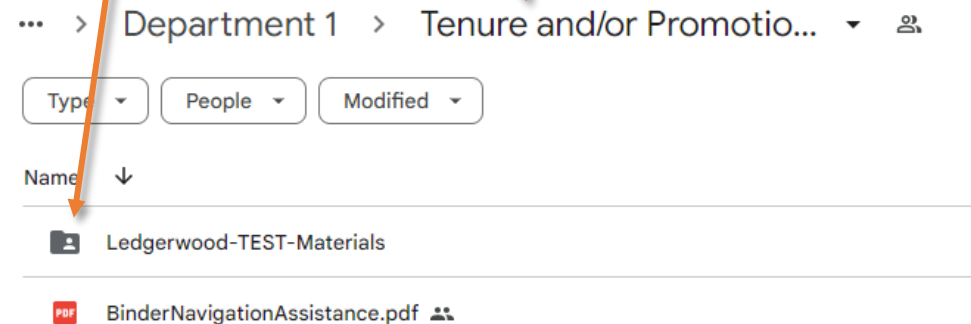 ... > Department 1 > Tenure and/or Promotio...
Type People Modified
Name
Ledgerwood-TEST-Materials
PDF BinderNavigationAssistance.pdf